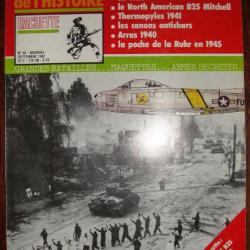 de l'HISTOIRE
MAQUETTE
• le North American B25 Mitchell
• Thermopyles 1941
• les canons antichars
• Arras 1940
• la poche de la Ruhr en 1945
GRANDES BATAILLES... MAQUETTES... ARMES SECRETES...